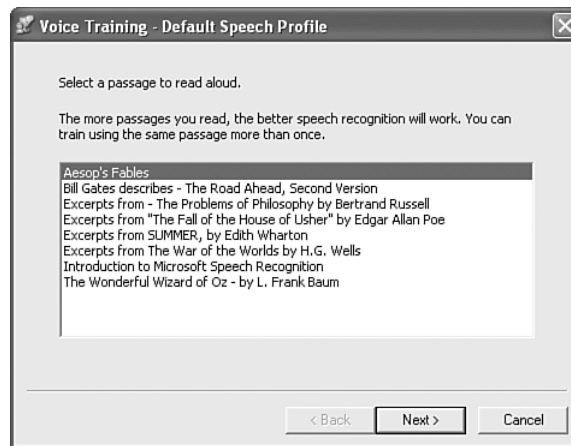 Voice Training - Default Speech Profile
Select a passage to read aloud.
The more passages you read, the better speech recognition will work. You can
train using the same passage more than once.
Aesop's Fables
Bill Gates describes - The Road Ahead, Second Version
Excerpts from - The Problems of Philosophy by Bertrand Russell
Excerpts from "The Fall of the House of Usher" by Edgar Allan Poe
Excerpts from SUMMER, by Edith Wharton
Excerpts from The War of the Worlds by H.G. Wells
Introduction to Microsoft Speech Recognition
The Wonderful Wizard of Oz - by L. Frank Baum
< Back Next > Cancel